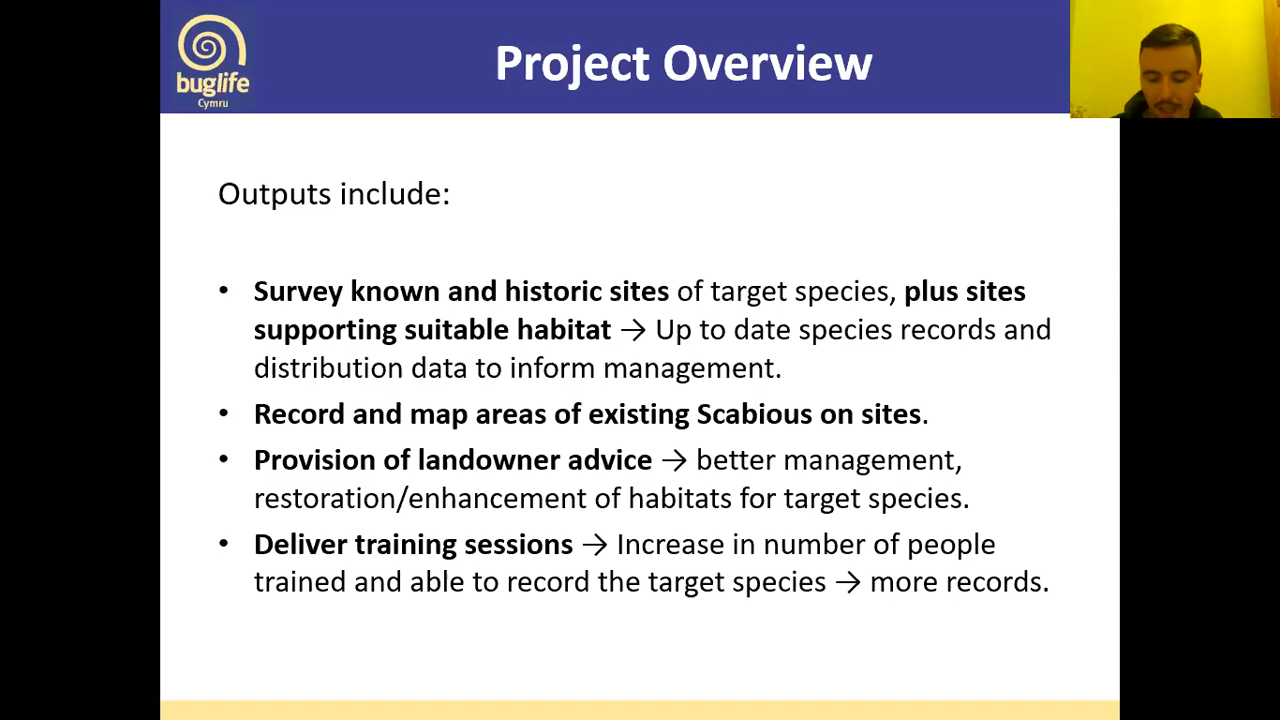 buglife
Cymru
Project Overview
Outputs include:
• Survey known and historic sites of target species, plus sites
supporting suitable habitat → Up to date species records and
distribution data to inform management.
• Record and map areas of existing Scabious on sites.
• Provision of landowner advice → better management,
restoration/enhancement of habitats for target species.
• Deliver training sessions → Increase in number of people
trained and able to record the target species → more records.